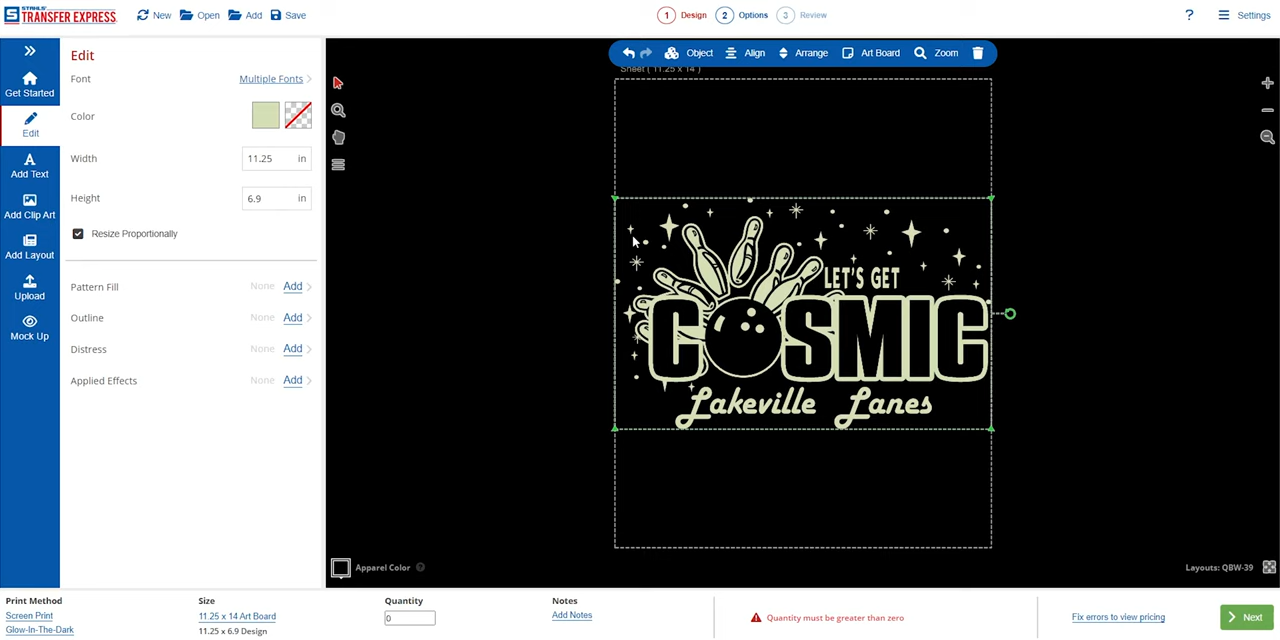 STAHLS'
TRANSFER EXPRESS
New Open Add Save
1 Design 2 Options 3 Review
? Settings
Get Started
Edit
Add Text
Add Clip Art
Add Layout
Upload
Mock Up
Edit
Font Multiple Fonts
Color
Width 11.25 in
Height 6.9 in
Resize Proportionally
Pattern Fill None Add
Outline None Add
Distress None Add
Applied Effects None Add
Object Align Arrange Art Board Zoom
Sheet ( 11.25 x 14 )
LET'S GET
COSMIC
Lakeville Lanes
Apparel Color ?
Layouts: QBW-39
Print Method
Screen Print
Glow-In-The-Dark
Size
11.25 x 14 Art Board
11.25 x 6.9 Design
Quantity
0
Notes
Add Notes
Quantity must be greater than zero
Fix errors to view pricing
Next